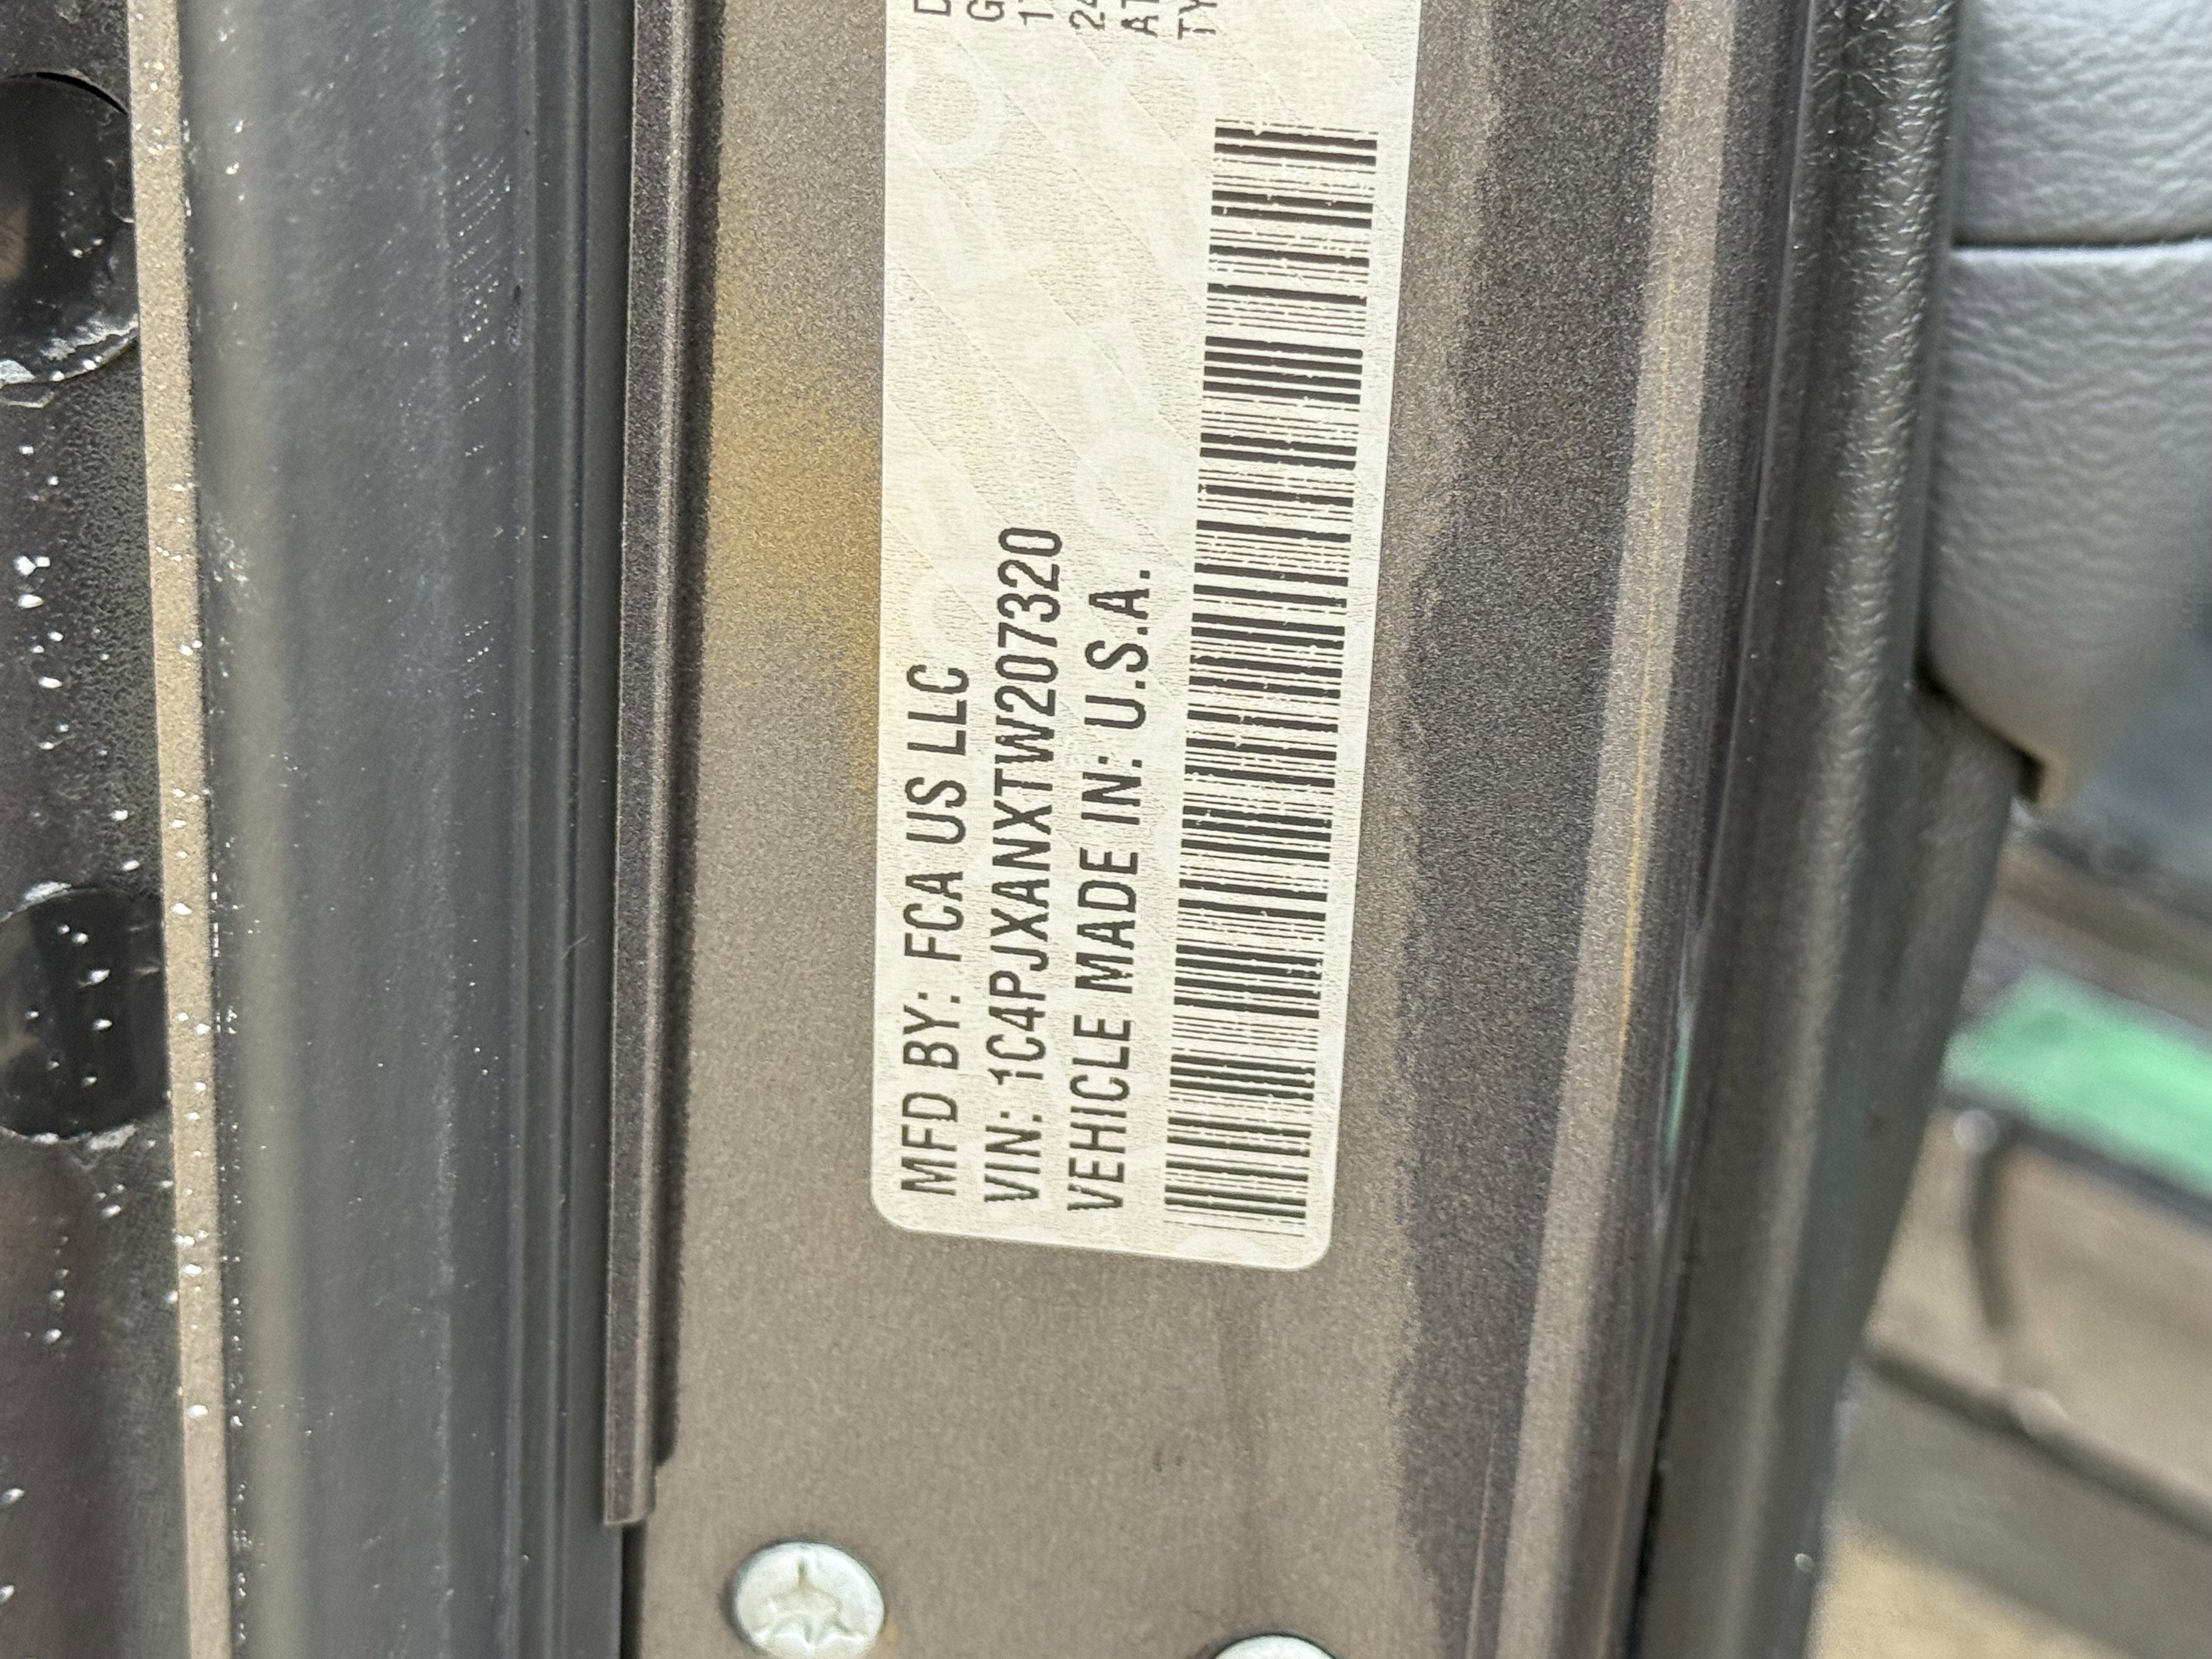 MFD BY: FCA US LLC
VIN: 1C4PJXANXTW207320
VEHICLE MADE IN: U.S.A.